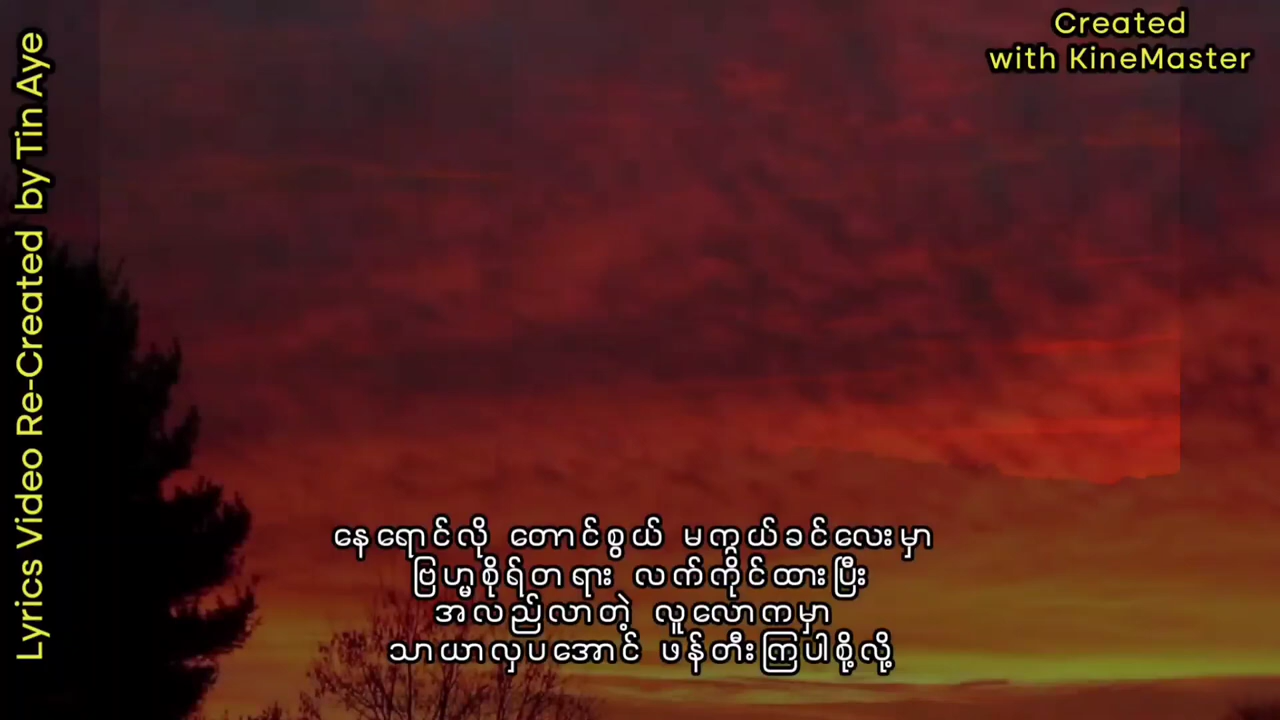 Created
with KineMaster
Lyrics Video Re-Created by Tin Aye
နေရောင်လို တောင်စွယ် မကွယ်ခင်လေးမှာ
ဗြဟ္မစိုရ်တရား လက်ကိုင်ထားပြီး
အလည်လာတဲ့ လူလောကမှာ
သာယာလှပအောင် ဖန်တီးကြပါစို့လို့